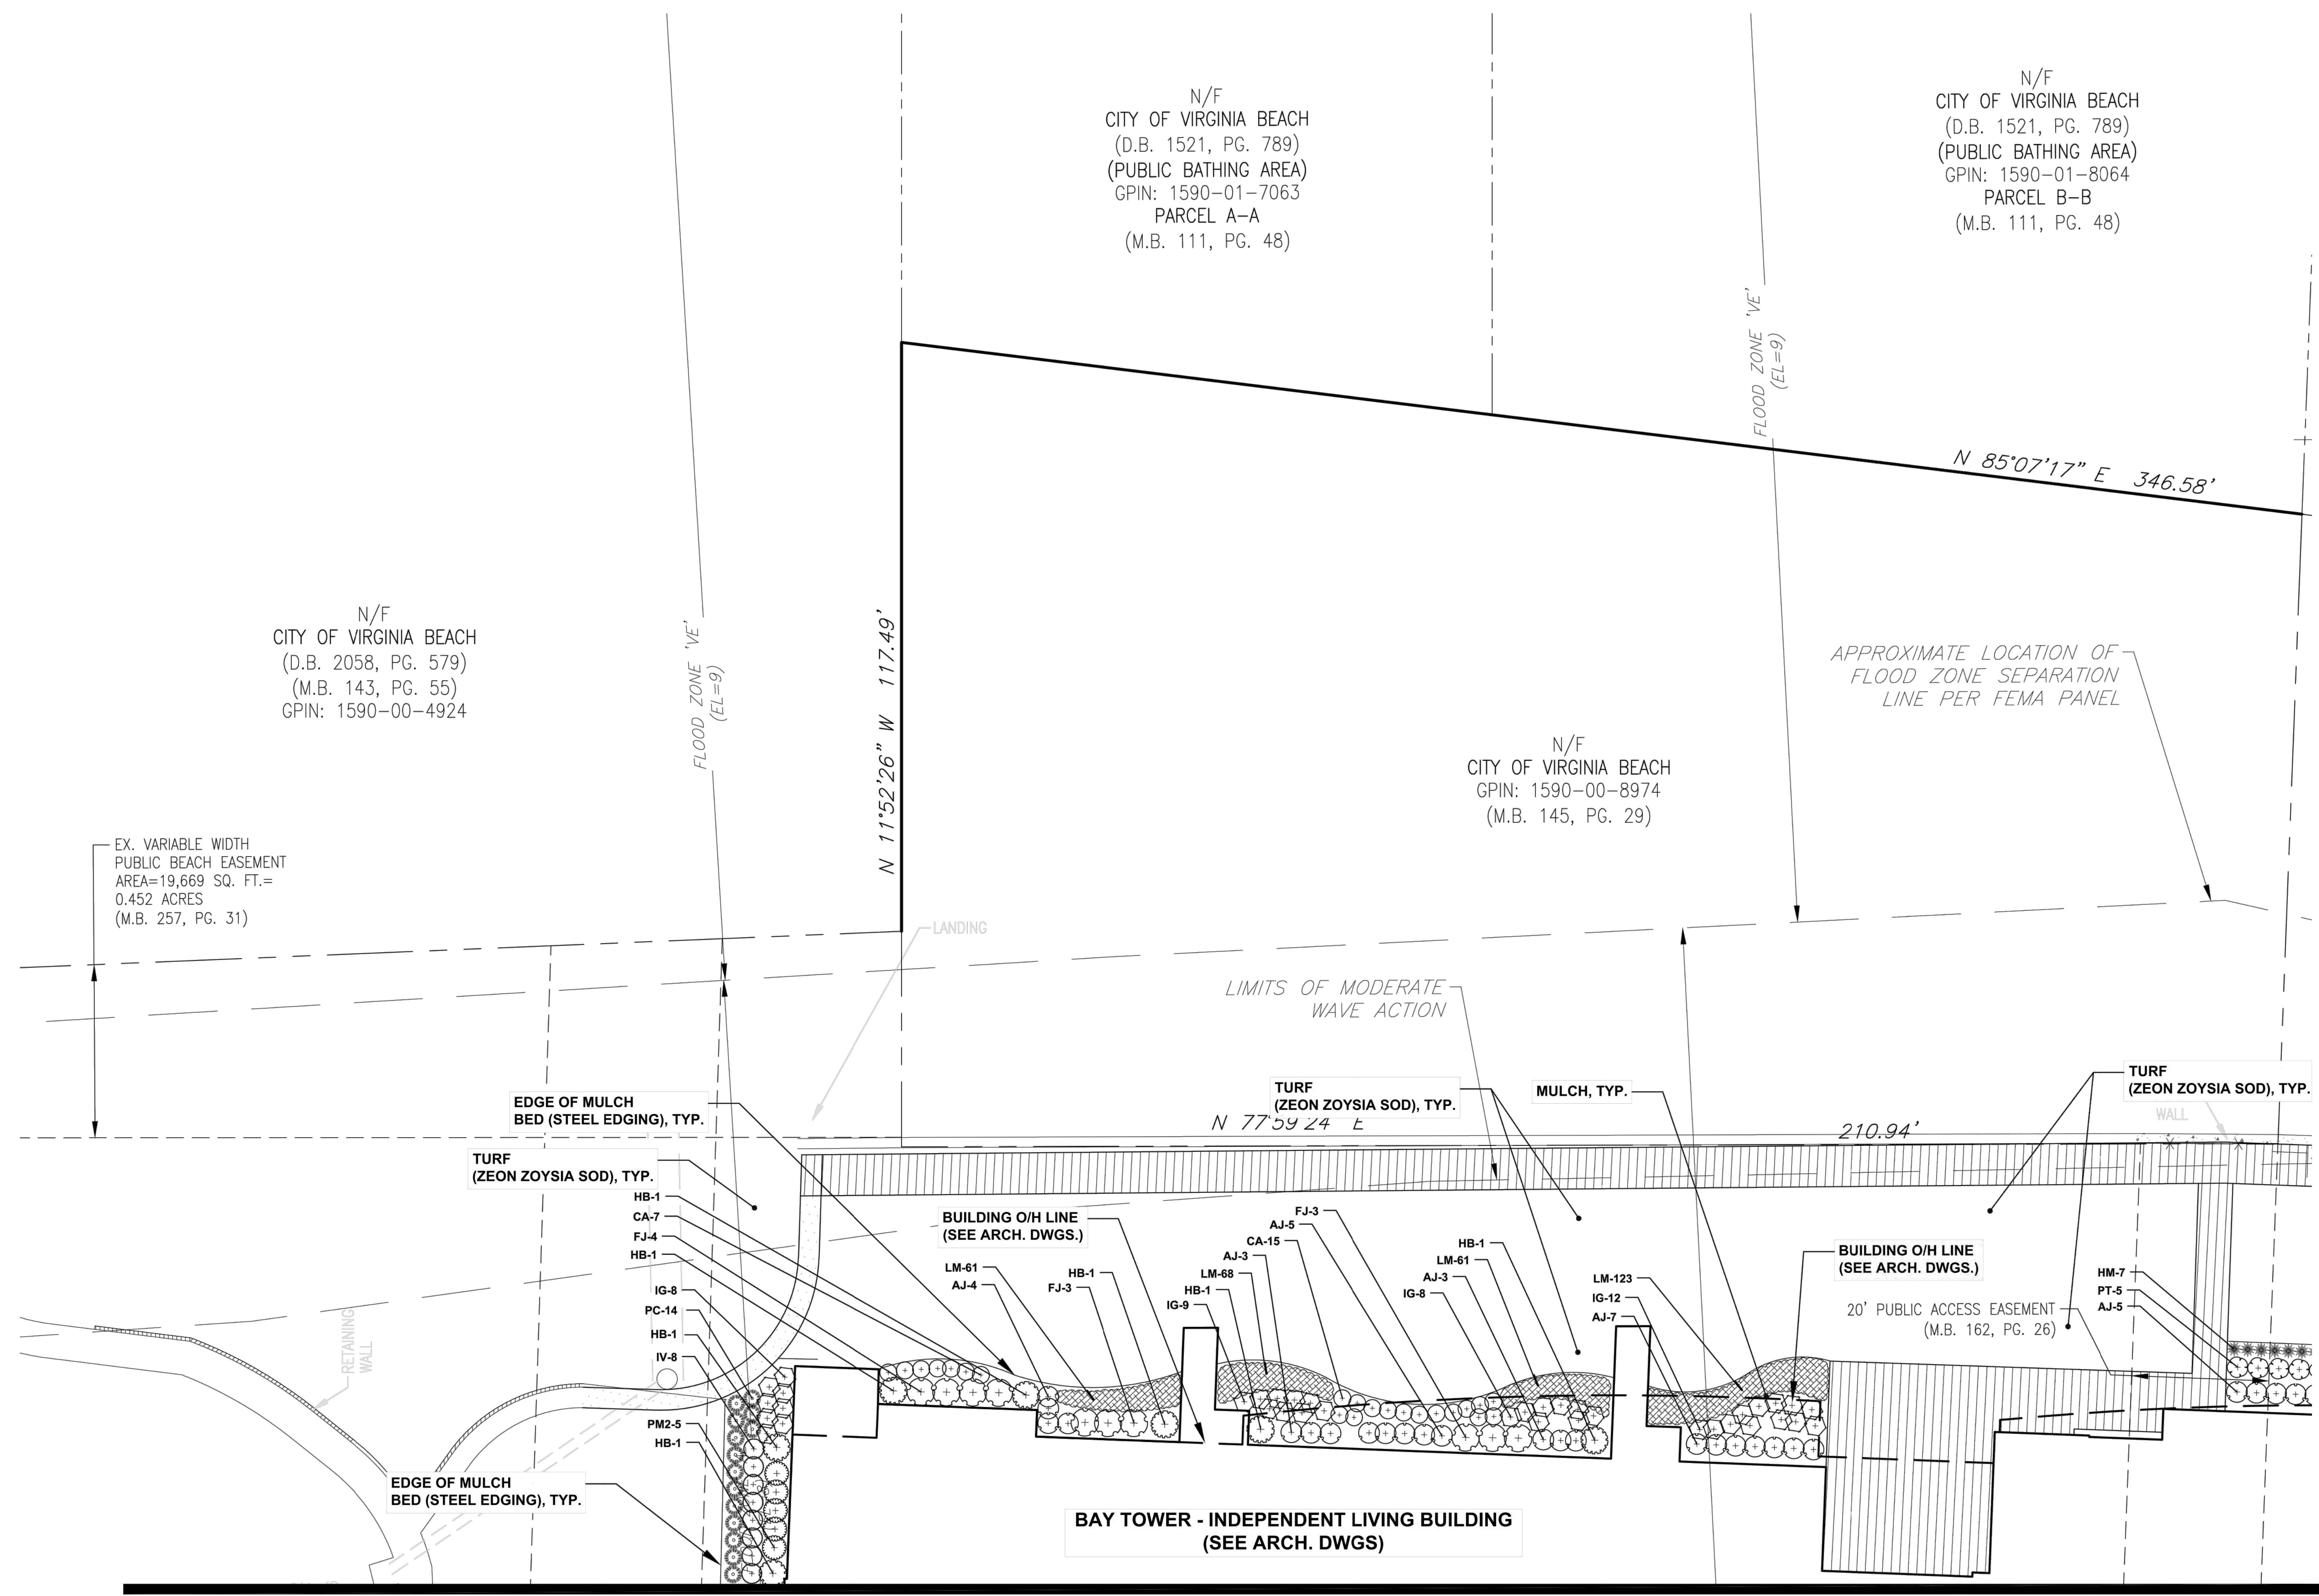 N/F
CITY OF VIRGINIA BEACH
(D.B. 1521, PG. 789)
(PUBLIC BATHING AREA)
GPIN: 1590-01-7063
PARCEL A-A
(M.B. 111, PG. 48)
N/F
CITY OF VIRGINIA BEACH
(D.B. 1521, PG. 789)
(PUBLIC BATHING AREA)
GPIN: 1590-01-8064
PARCEL B-B
(M.B. 111, PG. 48)
FLOOD ZONE 'VE'
(EL=9)
N 85°07'17" E 346.58'
N/F
CITY OF VIRGINIA BEACH
(D.B. 2058, PG. 579)
(M.B. 143, PG. 55)
GPIN: 1590-00-4924
FLOOD ZONE 'VE'
(EL=9)
N 11°52'26" W 117.49'
APPROXIMATE LOCATION OF
FLOOD ZONE SEPARATION
LINE PER FEMA PANEL
N/F
CITY OF VIRGINIA BEACH
GPIN: 1590-00-8974
(M.B. 145, PG. 29)
EX. VARIABLE WIDTH
PUBLIC BEACH EASEMENT
AREA=19,669 SQ. FT.=
0.452 ACRES
(M.B. 257, PG. 31)
LANDING
LIMITS OF MODERATE
WAVE ACTION
EDGE OF MULCH
BED (STEEL EDGING), TYP.
TURF
(ZEON ZOYSIA SOD), TYP.
MULCH, TYP.
TURF
(ZEON ZOYSIA SOD), TYP.
WALL
N 77°59'24" E
210.94'
TURF
(ZEON ZOYSIA SOD), TYP.
HB-1
CA-7
FJ-4
HB-1
IG-8
PC-14
HB-1
IV-8
PM2-5
HB-1
RETAINING
WALL
BUILDING O/H LINE
(SEE ARCH. DWGS.)
LM-61
AJ-4
HB-1
FJ-3
FJ-3
AJ-5
CA-15
AJ-3
LM-68
HB-1
IG-9
HB-1
LM-61
AJ-3
IG-8
LM-123
IG-12
AJ-7
BUILDING O/H LINE
(SEE ARCH. DWGS.)
20' PUBLIC ACCESS EASEMENT
(M.B. 162, PG. 26)
HM-7
PT-5
AJ-5
EDGE OF MULCH
BED (STEEL EDGING), TYP.
BAY TOWER - INDEPENDENT LIVING BUILDING
(SEE ARCH. DWGS)